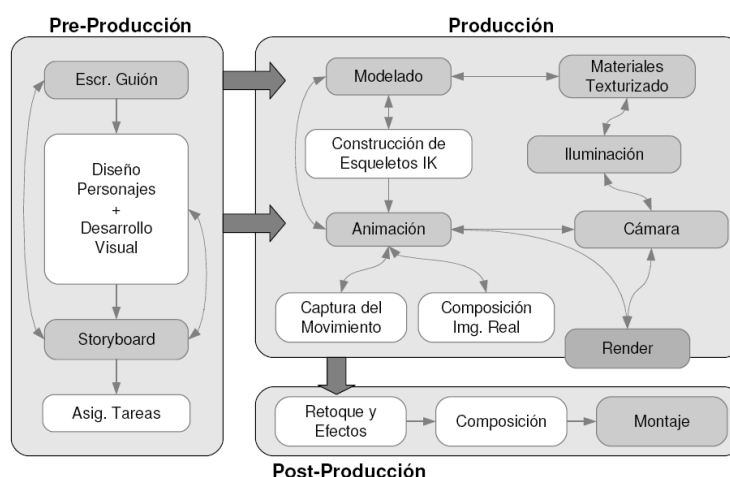 Pre-Producción
Escr. Guión
Diseño
Personajes
+
Desarrollo
Visual
Storyboard
Asig. Tareas
Producción
Modelado
Materiales
Texturizado
Construcción de
Esqueletos IK
Iluminación
Animación
Cámara
Captura del
Movimiento
Composición
Img. Real
Render
Retoque y
Efectos
Composición
Montaje
Post-Producción